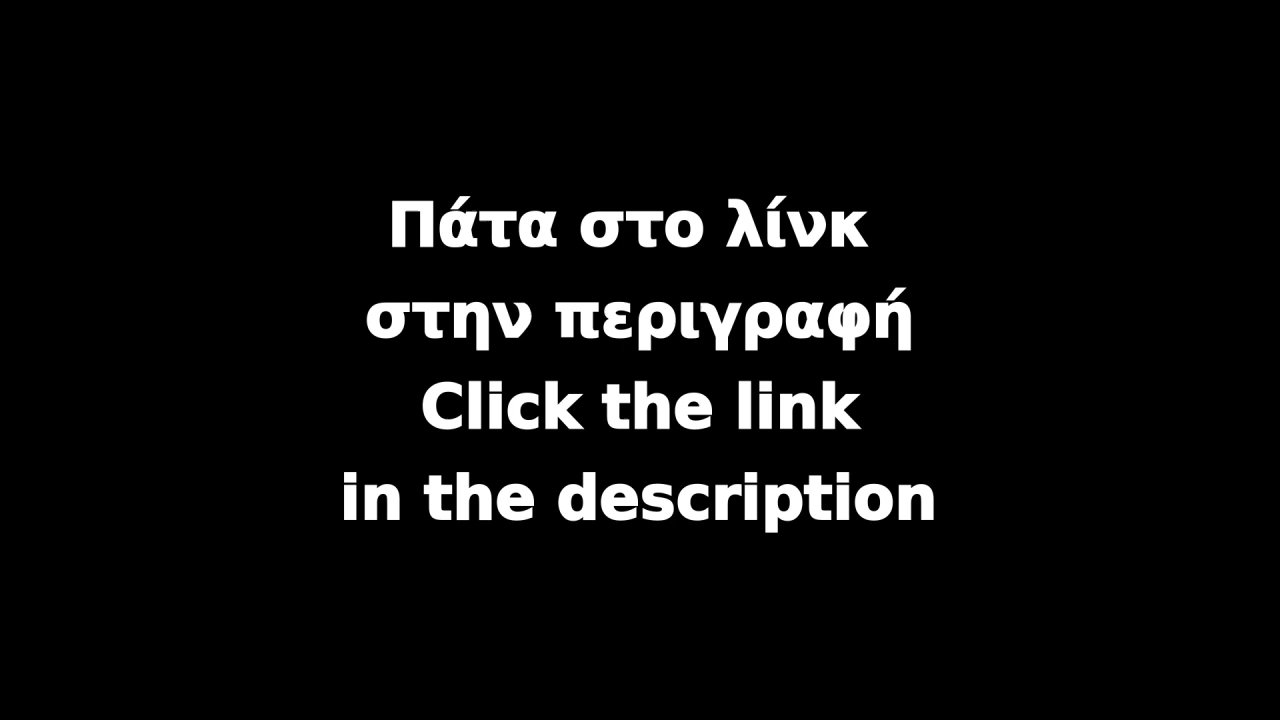 Πάτα στο λίνκ
στην περιγραφή
Click the link
in the description